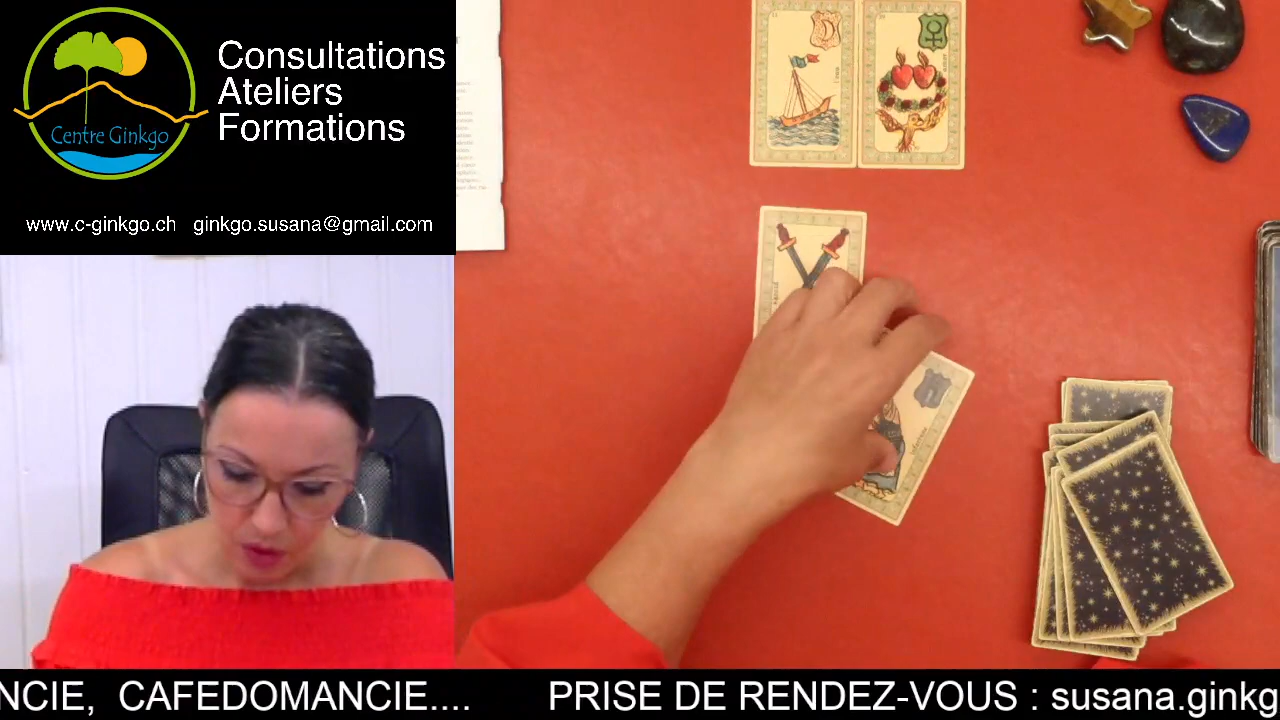 Consultations
Ateliers
Formations
Centre Ginkgo
www.c-ginkgo.ch ginkgo.susana@gmail.com
NCIE, CAFEDOMANCIE.... PRISE DE RENDEZ-VOUS : susana.ginkg